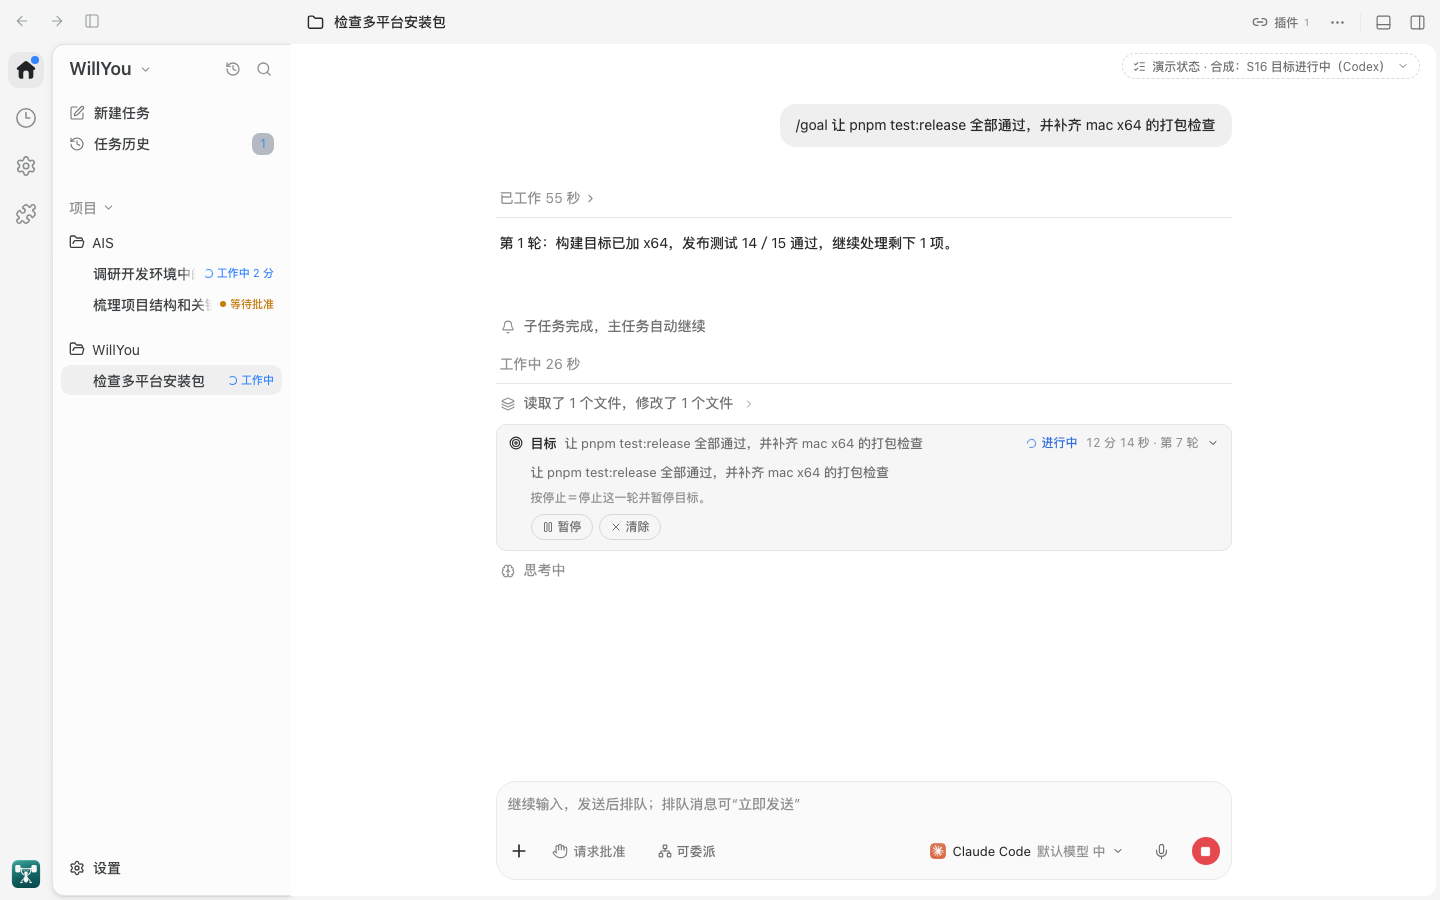 检查多平台安装包
插件 1
WillYou
演示状态 · 合成：S16 目标进行中（Codex）
新建任务
任务历史
1
/goal 让 pnpm test:release 全部通过，并补齐 mac x64 的打包检查
项目
AIS
调研开发环境中
工作中 2 分
梳理项目结构和关
等待批准
WillYou
检查多平台安装包
工作中
已工作 55 秒
第 1 轮：构建目标已加 x64，发布测试 14 / 15 通过，继续处理剩下 1 项。
子任务完成，主任务自动继续
工作中 26 秒
读取了 1 个文件，修改了 1 个文件
目标 让 pnpm test:release 全部通过，并补齐 mac x64 的打包检查
进行中 12 分 14 秒 · 第 7 轮
让 pnpm test:release 全部通过，并补齐 mac x64 的打包检查
按停止＝停止这一轮并暂停目标。
暂停
清除
思考中
继续输入，发送后排队；排队消息可“立即发送”
请求批准
可委派
Claude Code 默认模型 中
设置